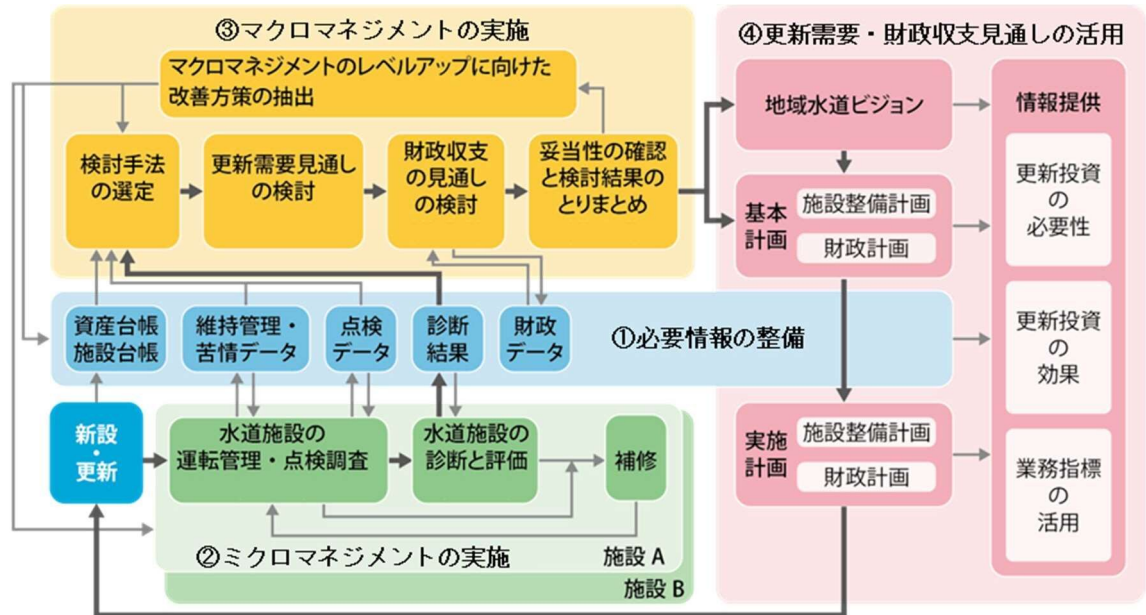 ③マクロマネジメントの実施
マクロマネジメントのレベルアップに向けた
改善方策の抽出
検討手法
の選定
更新需要見通し
の検討
財政収支
の見通し
の検討
妥当性の確認
と検討結果の
とりまとめ
資産台帳
施設台帳
維持管理・
苦情データ
点検
データ
診断
結果
財政
データ
①必要情報の整備
新設
・
更新
水道施設の
運転管理・点検調査
水道施設の
診断と評価
補修
②ミクロマネジメントの実施
施設 A
施設 B
④更新需要・財政収支見通しの活用
地域水道ビジョン
基本
計画
施設整備計画
財政計画
実施
計画
施設整備計画
財政計画
情報提供
更新投資
の
必要性
更新投資
の
効果
業務指標
の
活用